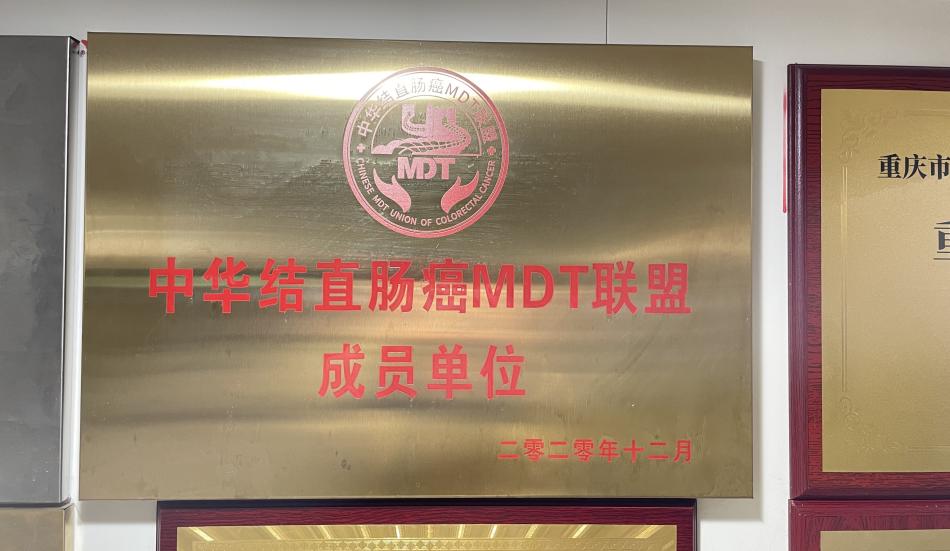 中华结直肠癌MDT联盟
MDT
CHINESE MDT UNION OF COLORECTAL CANCER
中华结直肠癌MDT联盟
成员单位
二零二零年十二月
重庆市